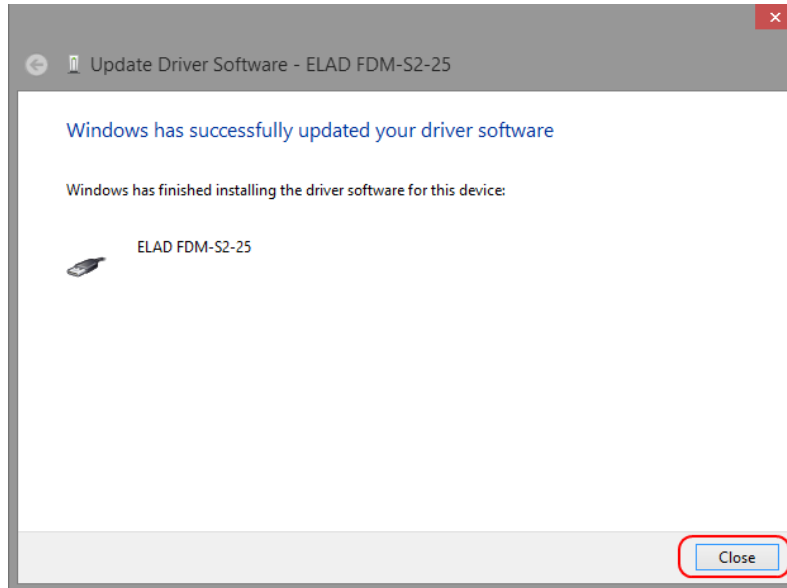 Update Driver Software - ELAD FDM-S2-25
Windows has successfully updated your driver software
Windows has finished installing the driver software for this device:
ELAD FDM-S2-25
Close